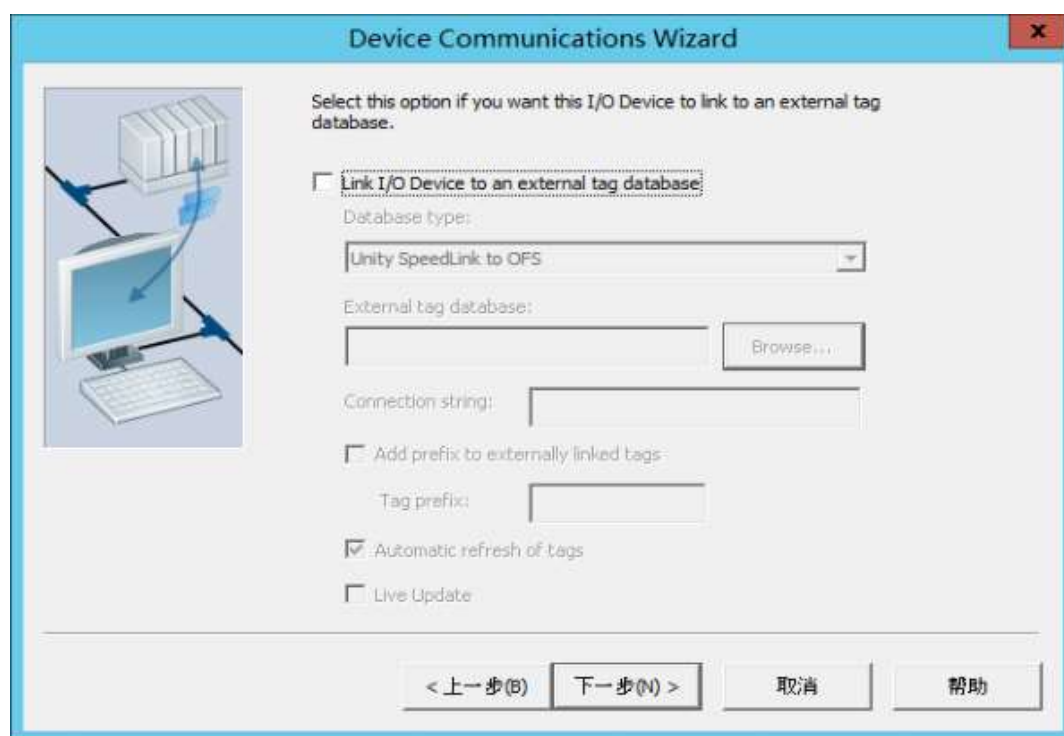 Device Communications Wizard
x
Select this option if you want this I/O Device to link to an external tag
database.
Link I/O Device to an external tag database
Database type:
Unity SpeedLink to OFS
External tag database:
Browse...
Connection string:
Add prefix to externally linked tags
Tag prefix:
Automatic refresh of tags
Live Update
< 上一步(B)
下一步(N) >
取消
帮助